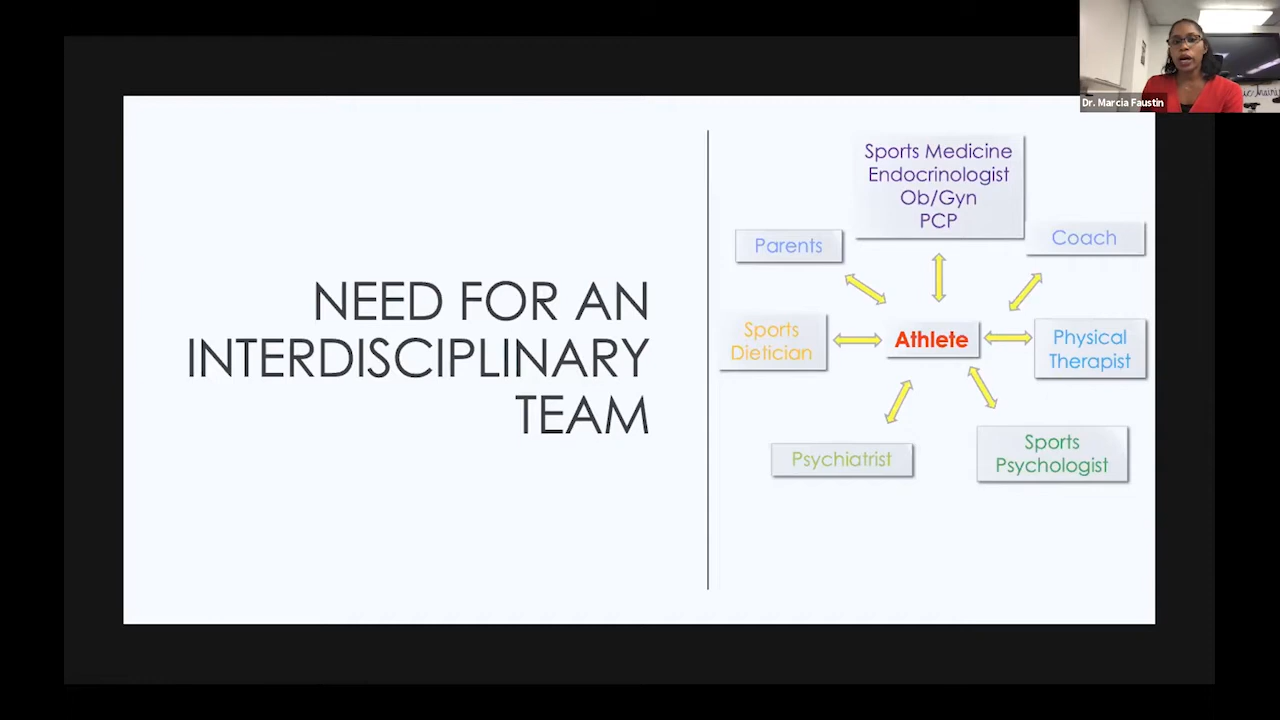 Dr. Marcia Faustin
NEED FOR AN
INTERDISCIPLINARY
TEAM
Sports Medicine
Endocrinologist
Ob/Gyn
PCP
Parents
Coach
Sports
Dietician
Athlete
Physical
Therapist
Psychiatrist
Sports
Psychologist